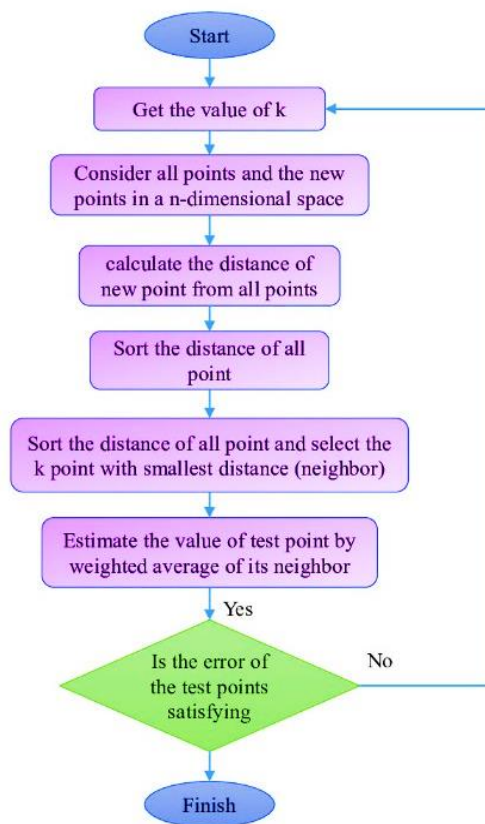 Start
Get the value of k
Consider all points and the new
points in a n-dimensional space
calculate the distance of
new point from all points
Sort the distance of all
point
Sort the distance of all point and select the
k point with smallest distance (neighbor)
Estimate the value of test point by
weighted average of its neighbor
Yes
Is the error of
the test points
satisfying
No
Finish